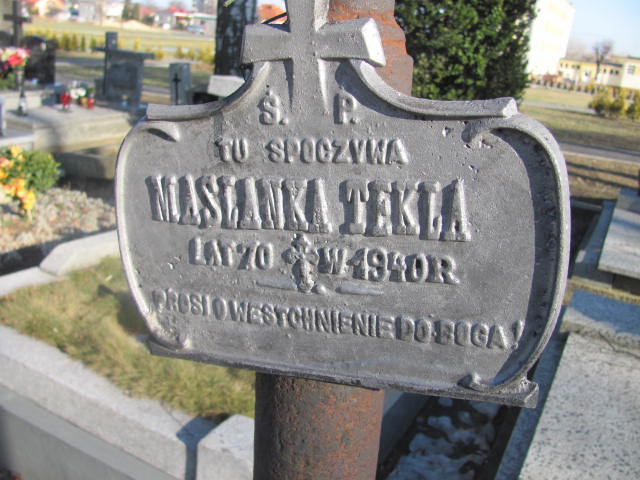 Ś. P.
TU SPOCZYWA
MAŚLANKA TEKLA
LAT 70 W 1940 R
PROSI O WESTCHNIENIE DO BOGA!